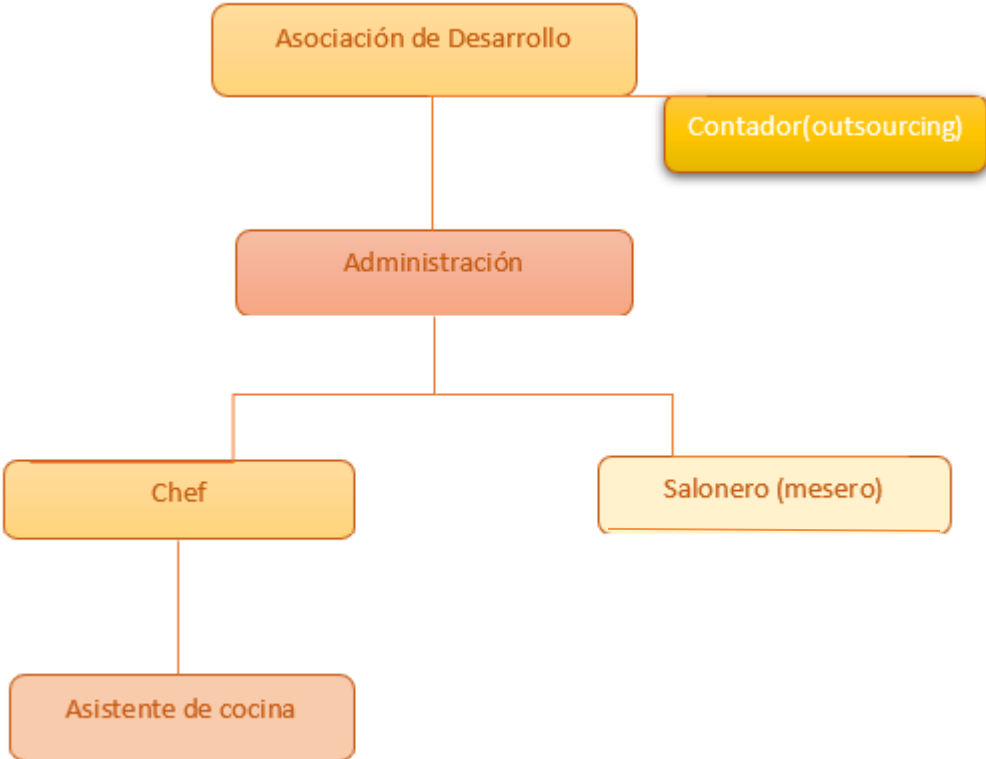 Asociación de Desarrollo
Contador(outsourcing)
Administración
Chef
Salonero (mesero)
Asistente de cocina